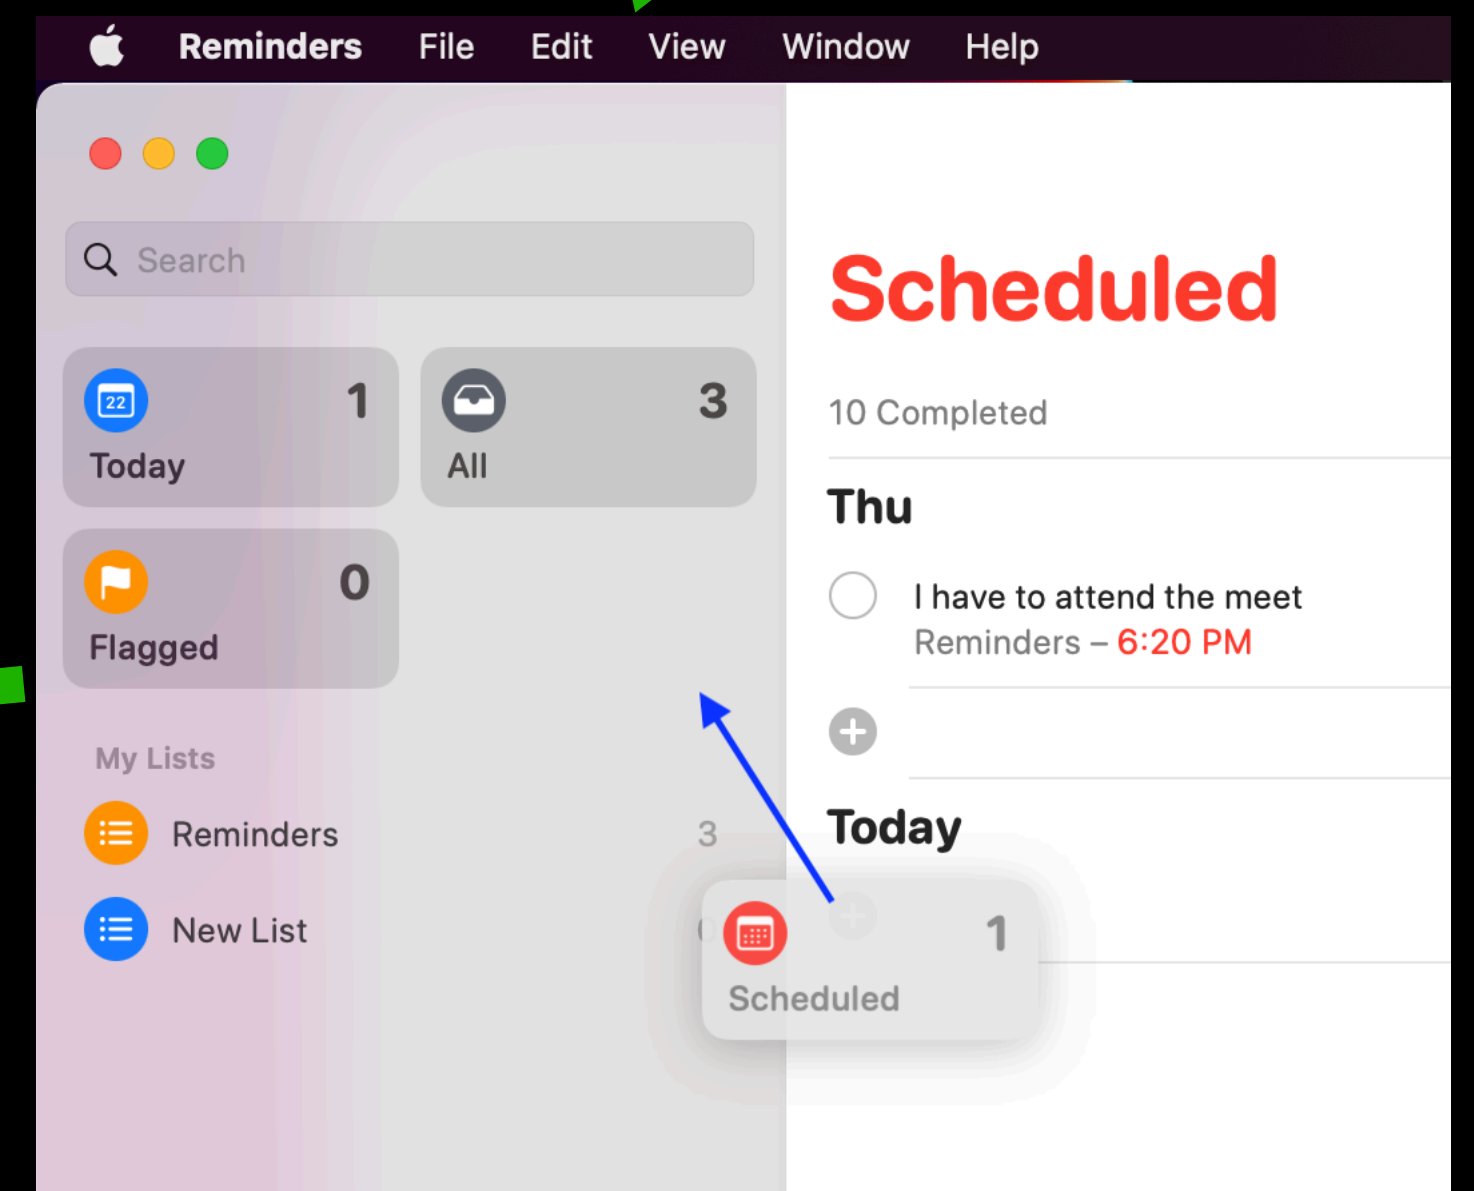 Reminders File Edit View Window Help
Search
22 1
Today
3
All
0
Flagged
My Lists
Reminders 3
New List 0
Scheduled
10 Completed
Thu
I have to attend the meet
Reminders – 6:20 PM
Today
1
Scheduled